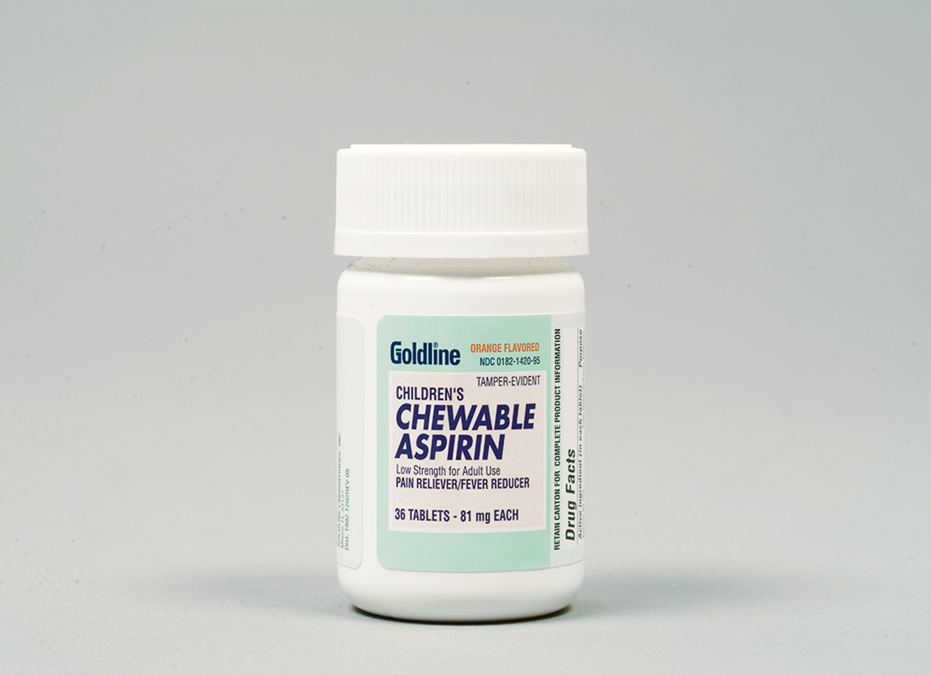 Goldline®
ORANGE FLAVORED
NDC 0182-1420-95
TAMPER-EVIDENT
CHILDREN'S
CHEWABLE
ASPIRIN
Low Strength for Adult Use
PAIN RELIEVER/FEVER REDUCER
36 TABLETS - 81 mg EACH
RETAIN CARTON FOR COMPLETE PRODUCT INFORMATION
Drug Facts
Active ingredient (in each tablet) Purpose